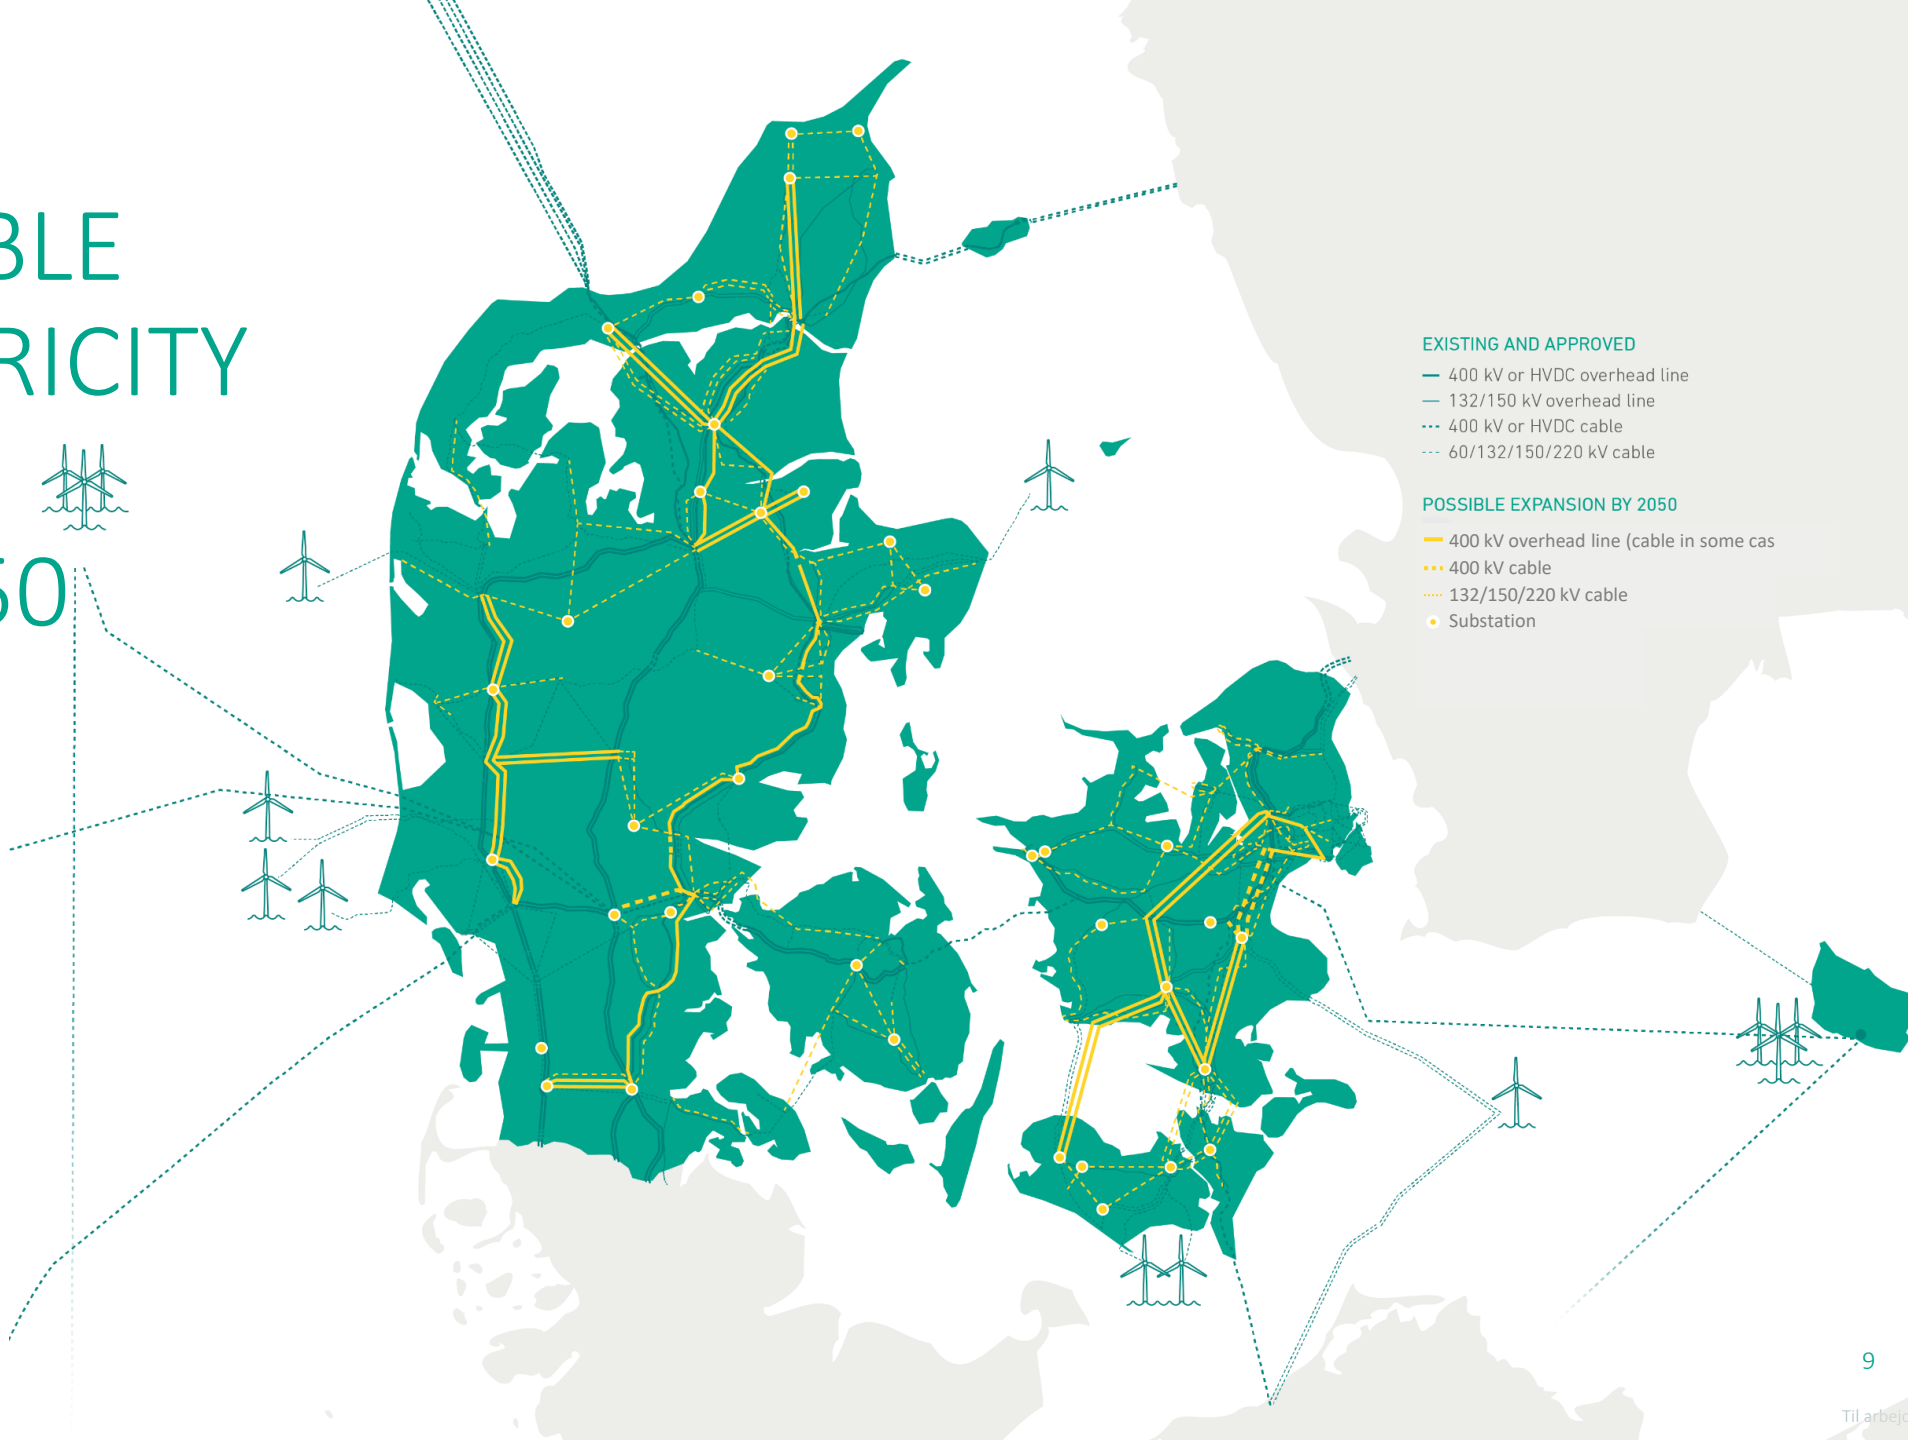 BLE
RICITY
50
EXISTING AND APPROVED
400 kV or HVDC overhead line
132/150 kV overhead line
400 kV or HVDC cable
60/132/150/220 kV cable
POSSIBLE EXPANSION BY 2050
400 kV overhead line (cable in some cas
400 kV cable
132/150/220 kV cable
Substation
9
Til arbejd